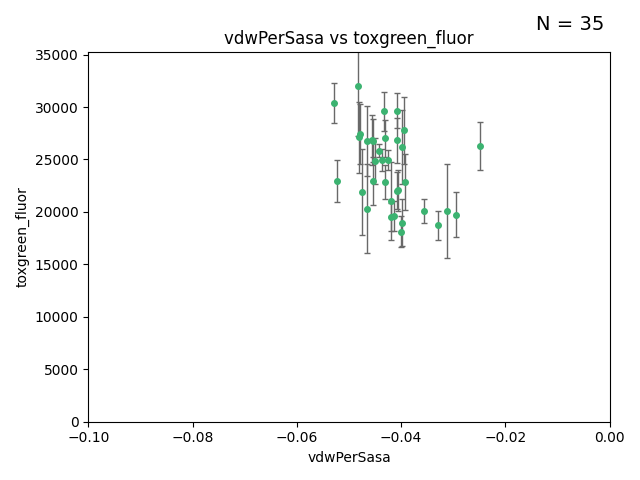 N = 35
vdwPerSasa vs toxgreen_fluor
35000
30000
25000
20000
15000
10000
5000
0
toxgreen_fluor
−0.10 −0.08 −0.06 −0.04 −0.02 0.00
vdwPerSasa